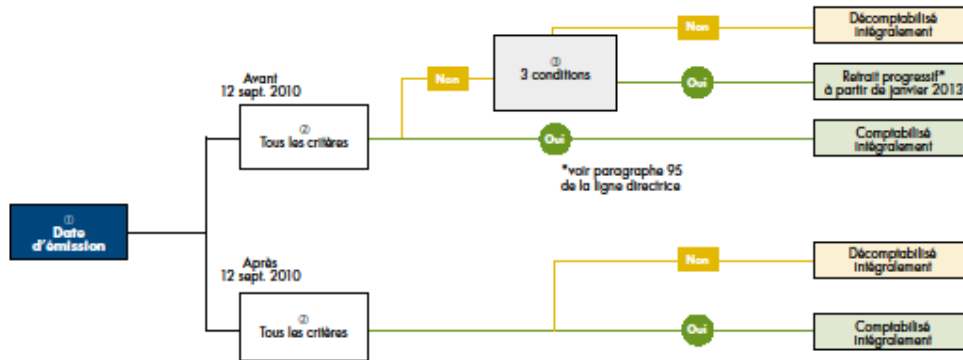 Non
Décomptabilisé
intégralement
③
3 conditions
Avant
12 sept. 2010
Non
Oui
Retrait progressif*
à partir de janvier 2013
②
Tous les critères
Oui
Comptabilisé
intégralement
*voir paragraphe 95
de la ligne directrice
①
Date
d'émission
Après
12 sept. 2010
Non
Décomptabilisé
intégralement
②
Tous les critères
Oui
Comptabilisé
intégralement